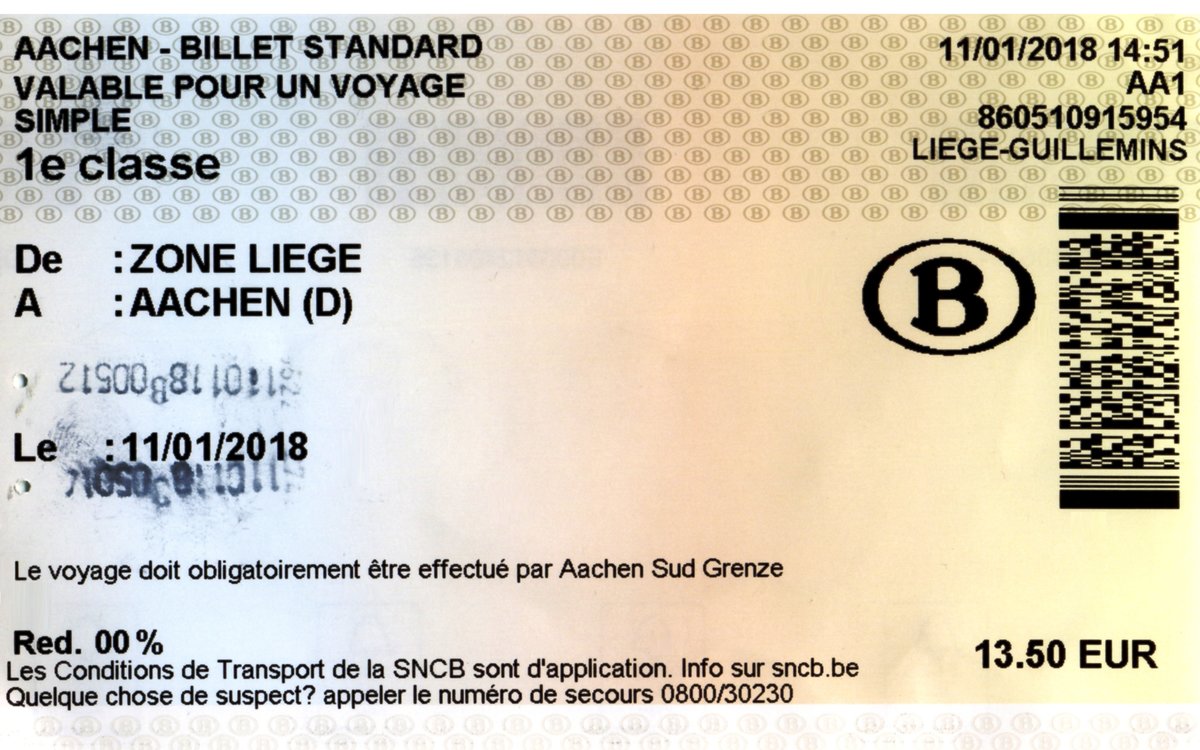 AACHEN - BILLET STANDARD
11/01/2018 14:51
VALABLE POUR UN VOYAGE
AA1
SIMPLE
860510915954
1e classe
LIEGE-GUILLEMINS
De :ZONE LIEGE
A :AACHEN (D)
B
Le :11/01/2018
Le voyage doit obligatoirement être effectué par Aachen Sud Grenze
Red. 00%
13.50 EUR
Les Conditions de Transport de la SNCB sont d'application. Info sur sncb.be
Quelque chose de suspect? appeler le numéro de secours 0800/30230